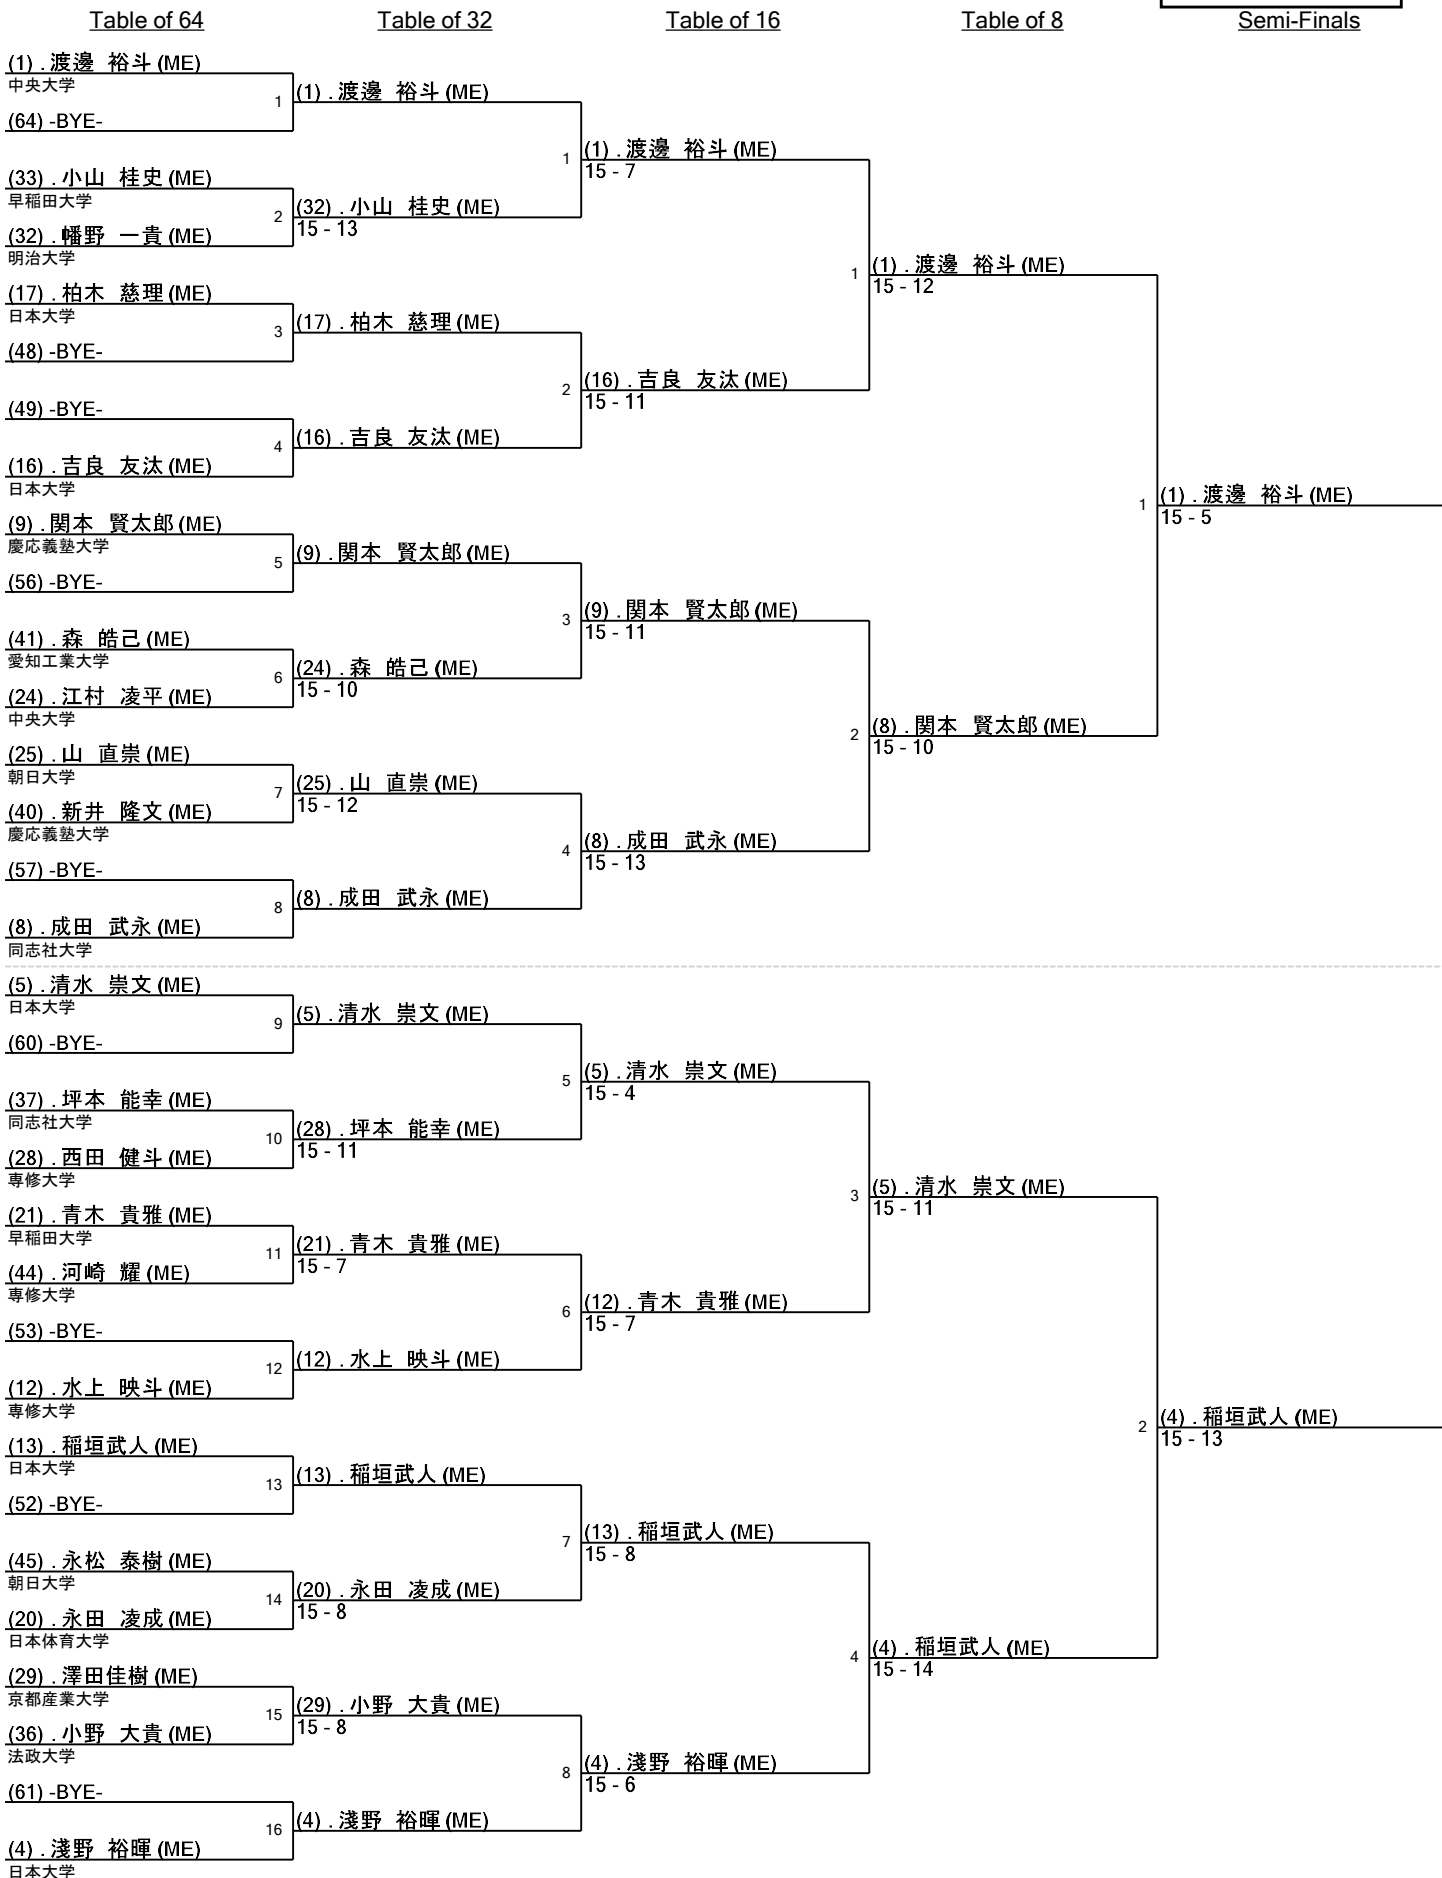 Table of 64
Table of 32
Table of 16
Table of 8
Semi-Finals
(1) . 渡邊 裕斗 (ME)
中央大学
1
(64) -BYE-
(33) . 小山 桂史 (ME)
早稲田大学
2
(32) . 幡野 一貴 (ME)
明治大学
(17) . 柏木 慈理 (ME)
日本大学
3
(48) -BYE-
(49) -BYE-
4
(16) . 吉良 友汰 (ME)
日本大学
(9) . 関本 賢太郎 (ME)
慶応義塾大学
5
(56) -BYE-
(41) . 森 皓己 (ME)
愛知工業大学
6
(24) . 江村 凌平 (ME)
中央大学
(25) . 山 直崇 (ME)
朝日大学
7
(40) . 新井 隆文 (ME)
慶応義塾大学
(57) -BYE-
8
(8) . 成田 武永 (ME)
同志社大学
(5) . 清水 崇文 (ME)
日本大学
9
(60) -BYE-
(37) . 坪本 能幸 (ME)
同志社大学
10
(28) . 西田 健斗 (ME)
専修大学
(21) . 青木 貴雅 (ME)
早稲田大学
11
(44) . 河崎 耀 (ME)
専修大学
(53) -BYE-
12
(12) . 水上 映斗 (ME)
専修大学
(13) . 稲垣武人 (ME)
日本大学
13
(52) -BYE-
(45) . 永松 泰樹 (ME)
朝日大学
14
(20) . 永田 凌成 (ME)
日本体育大学
(29) . 澤田佳樹 (ME)
京都産業大学
15
(36) . 小野 大貴 (ME)
法政大学
(61) -BYE-
16
(4) . 淺野 裕暉 (ME)
日本大学
(1) . 渡邊 裕斗 (ME)
1
(32) . 小山 桂史 (ME)
15 - 13
(17) . 柏木 慈理 (ME)
2
(16) . 吉良 友汰 (ME)
(9) . 関本 賢太郎 (ME)
3
(24) . 森 皓己 (ME)
15 - 10
(25) . 山 直崇 (ME)
15 - 12
4
(8) . 成田 武永 (ME)
(5) . 清水 崇文 (ME)
5
(28) . 坪本 能幸 (ME)
15 - 11
(21) . 青木 貴雅 (ME)
15 - 7
6
(12) . 水上 映斗 (ME)
(13) . 稲垣武人 (ME)
7
(20) . 永田 凌成 (ME)
15 - 8
(29) . 小野 大貴 (ME)
15 - 8
8
(4) . 淺野 裕暉 (ME)
(1) . 渡邊 裕斗 (ME)
15 - 7
1
(16) . 吉良 友汰 (ME)
15 - 11
(9) . 関本 賢太郎 (ME)
15 - 11
2
(8) . 成田 武永 (ME)
15 - 13
(5) . 清水 崇文 (ME)
15 - 4
3
(12) . 青木 貴雅 (ME)
15 - 7
(13) . 稲垣武人 (ME)
15 - 8
4
(4) . 淺野 裕暉 (ME)
15 - 6
(1) . 渡邊 裕斗 (ME)
15 - 12
1
(8) . 関本 賢太郎 (ME)
15 - 10
(5) . 清水 崇文 (ME)
15 - 11
2
(4) . 稲垣武人 (ME)
15 - 14
(1) . 渡邊 裕斗 (ME)
15 - 5
(4) . 稲垣武人 (ME)
15 - 13